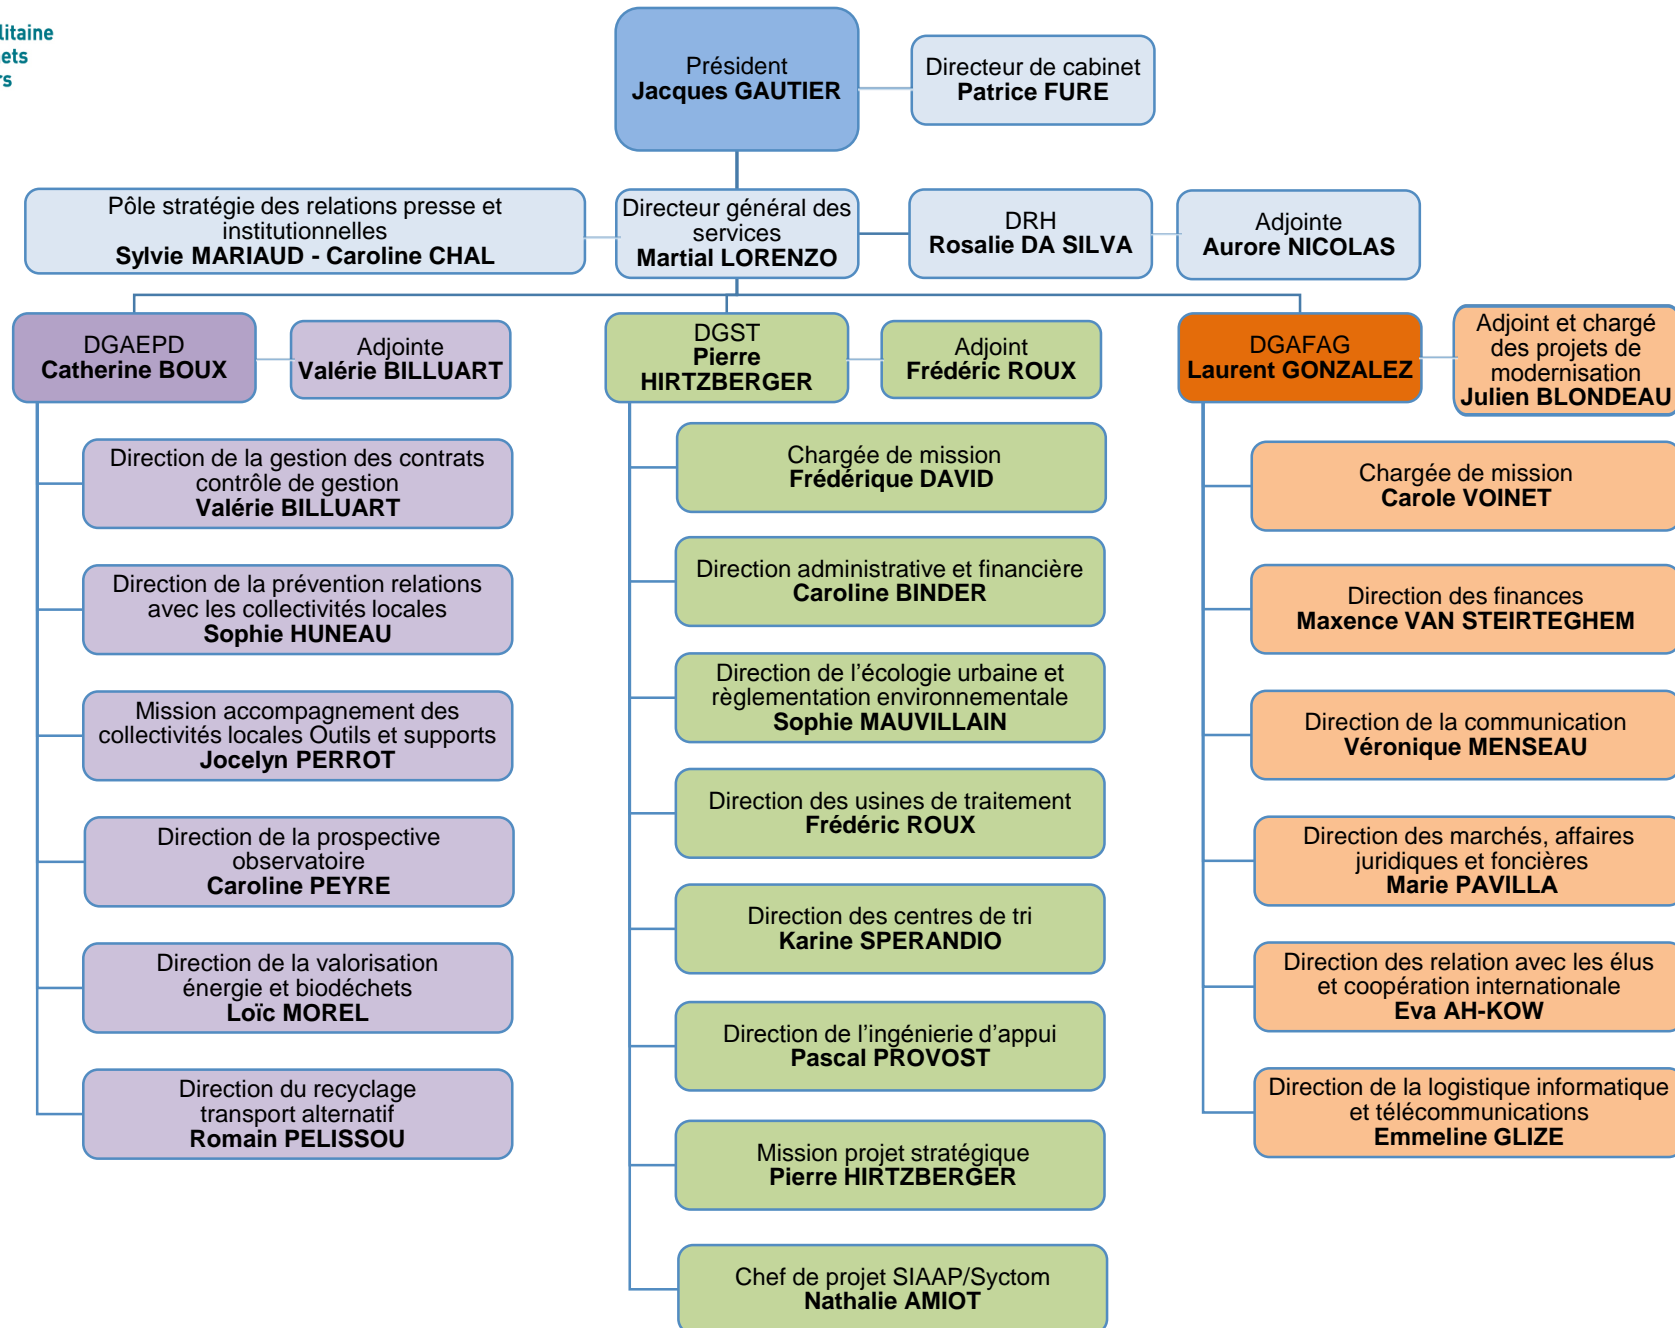 litaine
ets
rs
Président
Jacques GAUTIER
Directeur de cabinet
Patrice FURE
Pôle stratégie des relations presse et
institutionnelles
Sylvie MARIAUD - Caroline CHAL
Directeur général des
services
Martial LORENZO
DRH
Rosalie DA SILVA
Adjointe
Aurore NICOLAS
DGAEPD
Catherine BOUX
Adjointe
Valérie BILLUART
DGST
Pierre
HIRTZBERGER
Adjoint
Frédéric ROUX
DGAFAG
Laurent GONZALEZ
Adjoint et chargé
des projets de
modernisation
Julien BLONDEAU
Direction de la gestion des contrats
contrôle de gestion
Valérie BILLUART
Direction de la prévention relations
avec les collectivités locales
Sophie HUNEAU
Mission accompagnement des
collectivités locales Outils et supports
Jocelyn PERROT
Direction de la prospective
observatoire
Caroline PEYRE
Direction de la valorisation
énergie et biodéchets
Loïc MOREL
Direction du recyclage
transport alternatif
Romain PELISSOU
Chargée de mission
Frédérique DAVID
Direction administrative et financière
Caroline BINDER
Direction de l'écologie urbaine et
règlementation environnementale
Sophie MAUVILLAIN
Direction des usines de traitement
Frédéric ROUX
Direction des centres de tri
Karine SPERANDIO
Direction de l'ingénierie d'appui
Pascal PROVOST
Mission projet stratégique
Pierre HIRTZBERGER
Chef de projet SIAAP/Syctom
Nathalie AMIOT
Chargée de mission
Carole VOINET
Direction des finances
Maxence VAN STEIRTEGHEM
Direction de la communication
Véronique MENSEAU
Direction des marchés, affaires
juridiques et foncières
Marie PAVILLA
Direction des relation avec les élus
et coopération internationale
Eva AH-KOW
Direction de la logistique informatique
et télécommunications
Emmeline GLIZE